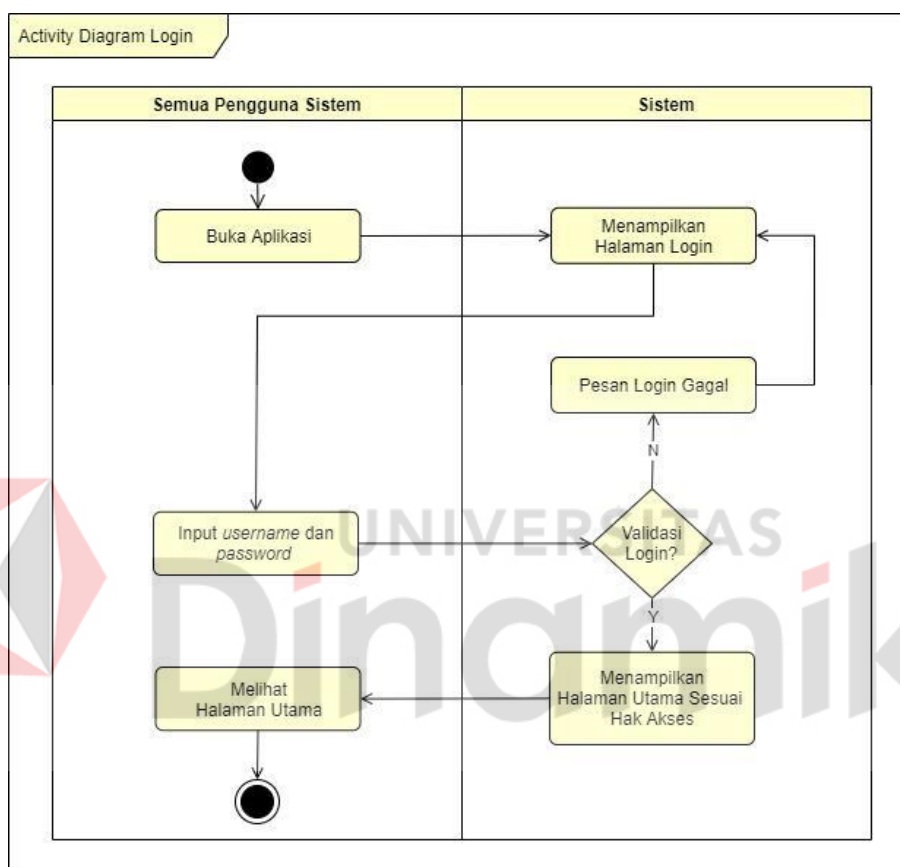 Activity Diagram Login
Semua Pengguna Sistem
Sistem
Buka Aplikasi
Menampilkan
Halaman Login
Pesan Login Gagal
N
Input username dan
password
Validasi
Login?
UNIVERSITAS
Dinamik
Y
Melihat
Halaman Utama
Menampilkan
Halaman Utama Sesuai
Hak Akses